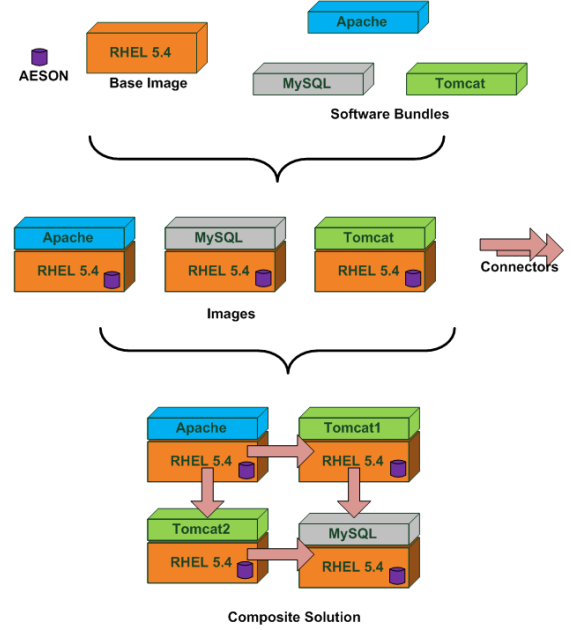 Apache
RHEL 5.4
AESON
Base Image
MySQL
Tomcat
Software Bundles
Apache
MySQL
Tomcat
RHEL 5.4
RHEL 5.4
RHEL 5.4
Connectors
Images
Apache
Tomcat1
RHEL 5.4
RHEL 5.4
Tomcat2
MySQL
RHEL 5.4
RHEL 5.4
Composite Solution